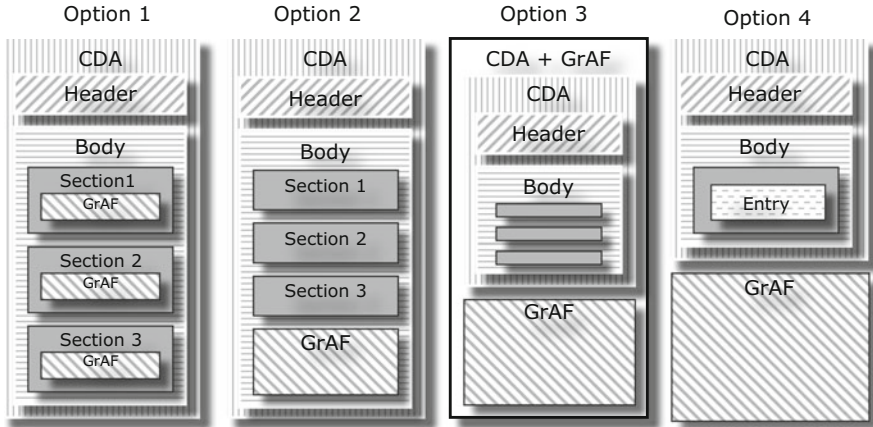 Option 1
CDA
Header
Body
Section1
GrAF
Section 2
GrAF
Section 3
GrAF
Option 2
CDA
Header
Body
Section 1
Section 2
Section 3
GrAF
Option 3
CDA + GrAF
CDA
Header
Body
GrAF
Option 4
CDA
Header
Body
Entry
GrAF